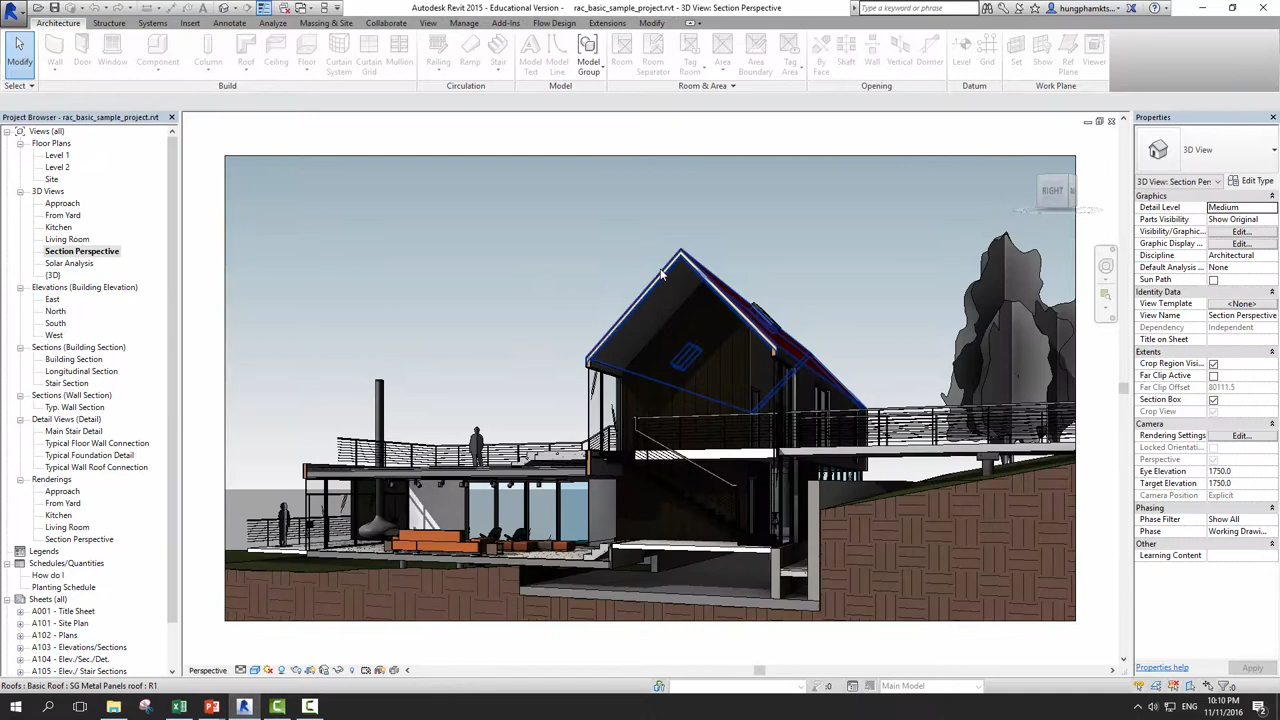 Autodesk Revit 2015 - Educational Version - rac_basic_sample_project.rvt - 3D View: Section Perspective
Type a keyword or phrase
hungphamkts...
Architecture Structure Systems Insert Annotate Analyze Massing & Site Collaborate View Manage Add-Ins Flow Design Extensions Modify
Modify Wall Door Window Component Column Roof Ceiling Floor Curtain System Curtain Grid Mullion Railing Ramp Stair Model Text Model Line Model Group Room Room Separator Tag Room Area Area Boundary Tag Area By Face Shaft Wall Vertical Dormer Level Grid Set Show Ref Plane Viewer
Select Build Circulation Model Room & Area Opening Datum Work Plane
Project Browser - rac_basic_sample_project.rvt
Views (all)
Floor Plans
Level 1
Level 2
Site
3D Views
Approach
From Yard
Kitchen
Living Room
Section Perspective
Solar Analysis
{3D}
Elevations (Building Elevation)
East
North
South
West
Sections (Building Section)
Building Section
Longitudinal Section
Stair Section
Sections (Wall Section)
Typ. Wall Section
Detail Views (Detail)
Main Stair Detail
Typical Floor Wall Connection
Typical Foundation Detail
Typical Wall Roof Connection
Renderings
Approach
From Yard
Kitchen
Living Room
Section Perspective
Legends
Schedules/Quantities
How do I
Planting Schedule
Sheets (all)
A001 - Title Sheet
A101 - Site Plan
A102 - Plans
A103 - Elevations/Sections
A104 - Elev./Sec./Det.
A105 - Elev./ Stair Sections
RIGHT
Perspective
Properties
3D View
3D View: Section Per
Edit Type
Graphics
Detail Level Medium
Parts Visibility Show Original
Visibility/Graphic... Edit...
Graphic Display ... Edit...
Discipline Architectural
Default Analysis ... None
Sun Path
Identity Data
View Template <None>
View Name Section Perspective
Dependency Independent
Title on Sheet
Extents
Crop Region Visi...
Far Clip Active
Far Clip Offset 80111.5
Section Box
Crop View
Camera
Rendering Settings Edit...
Locked Orientati...
Perspective
Eye Elevation 1750.0
Target Elevation 1750.0
Camera Position Explicit
Phasing
Phase Filter Show All
Phase Working Drawi...
Other
Learning Content
Properties help Apply
Roofs : Basic Roof : SG Metal Panels roof : R1
:0
Main Model
:0
ENG
10:10 PM
11/11/2016